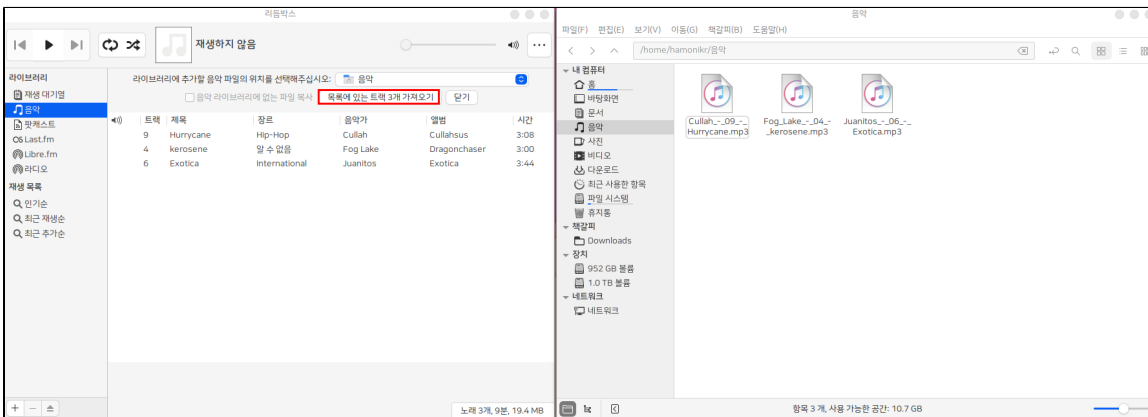 리듬박스
재생하지 않음
라이브러리
재생 대기열
음악
팟캐스트
Last.fm
Libre.fm
라디오
재생 목록
인기순
최근 재생순
최근 추가순
라이브러리에 추가할 음악 파일의 위치를 선택해주십시오: 음악
음악 라이브러리에 없는 파일 복사 목록에 있는 트랙 3개 가져오기 닫기
트랙 제목 장르 음악가 앨범 시간
9 Hurrycane Hip-Hop Cullah Cullahsus 3:08
4 kerosene 알 수 없음 Fog Lake Dragonchaser 3:00
6 Exotica International Juanitos Exotica 3:44
노래 3개, 9분, 19.4 MB
음악
파일(F) 편집(E) 보기(V) 이동(G) 책갈피(B) 도움말(H)
/home/hamonikr/음악
내 컴퓨터
홈
바탕화면
문서
음악
사진
비디오
다운로드
최근 사용한 항목
파일 시스템
휴지통
책갈피
Downloads
장치
952 GB 볼륨
1.0 TB 볼륨
네트워크
네트워크
Cullah_-_09_-_
Hurrycane.mp3
Fog_Lake_-_04_-
_kerosene.mp3
Juanitos_-_06_-_
Exotica.mp3
항목 3 개, 사용 가능한 공간: 10.7 GB